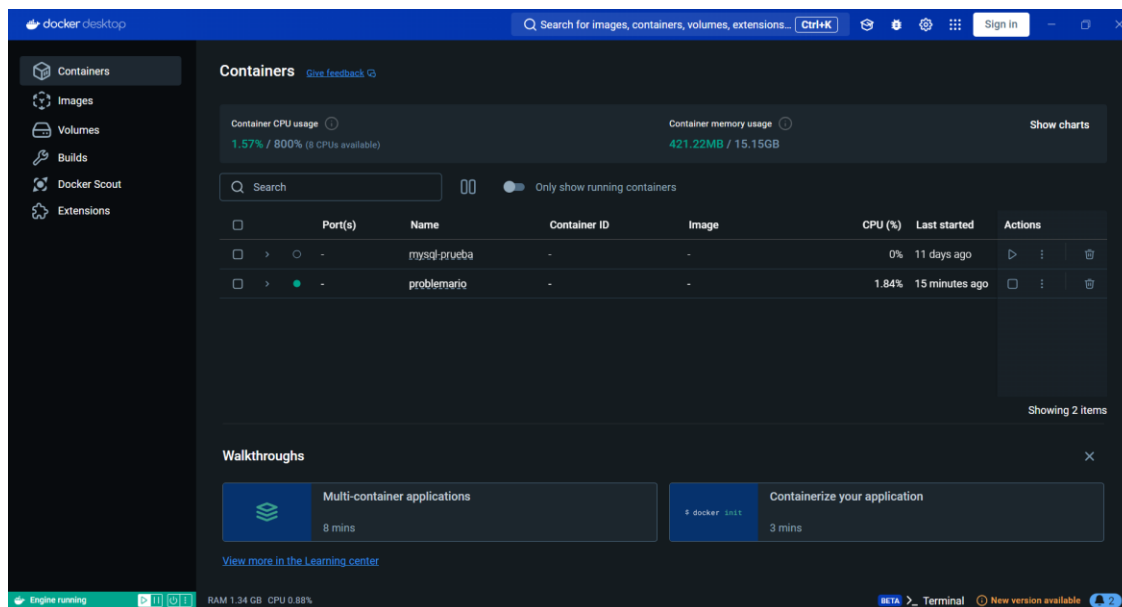 docker desktop
Search for images, containers, volumes, extensions... Ctrl+K
Sign in
Containers
Images
Volumes
Builds
Docker Scout
Extensions
Containers Give feedback
Container CPU usage
1.57% / 800% (8 CPUs available)
Container memory usage
421.22MB / 15.15GB
Show charts
Search
Only show running containers
Port(s) Name Container ID Image CPU (%) Last started Actions
- mysql-prueba - - 0% 11 days ago
- problemario - - 1.84% 15 minutes ago
Showing 2 items
Walkthroughs
Multi-container applications
8 mins
$ docker init
Containerize your application
3 mins
View more in the Learning center
Engine running
RAM 1.34 GB CPU 0.88%
BETA >_ Terminal
New version available
2